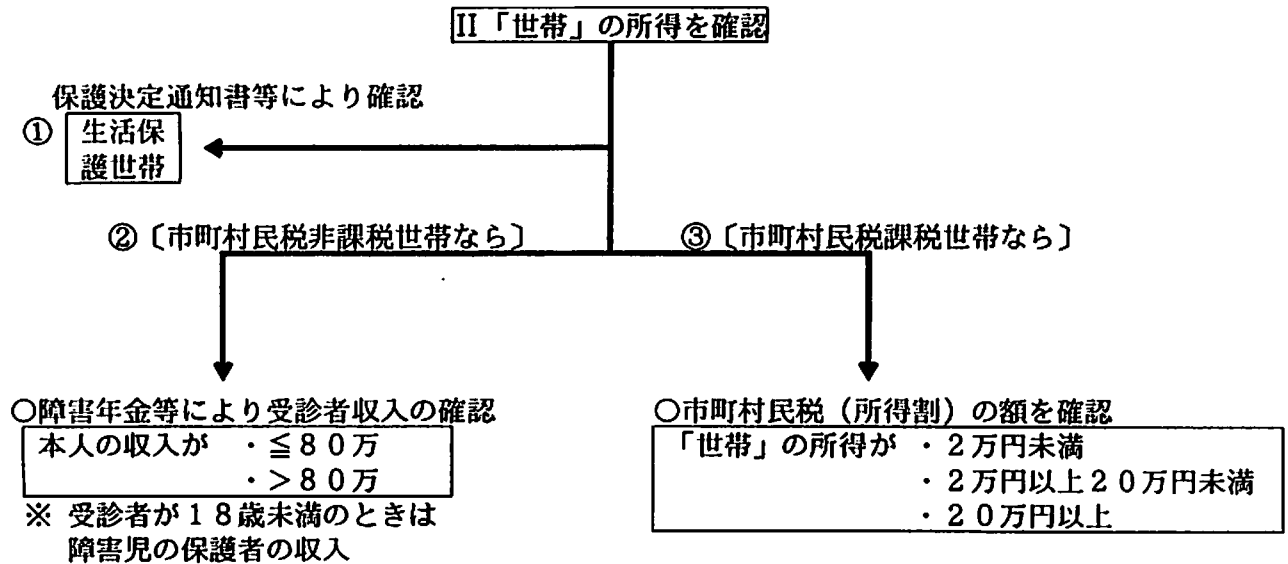 II「世帯」の所得を確認
保護決定通知書等により確認
① 生活保
護世帯
②〔市町村民税非課税世帯なら〕
③〔市町村民税課税世帯なら〕
○障害年金等により受診者収入の確認
本人の収入が ・≦80万
・>80万
※ 受診者が18歳未満のときは
障害児の保護者の収入
○市町村民税（所得割）の額を確認
「世帯」の所得が ・2万円未満
・2万円以上20万円未満
・20万円以上